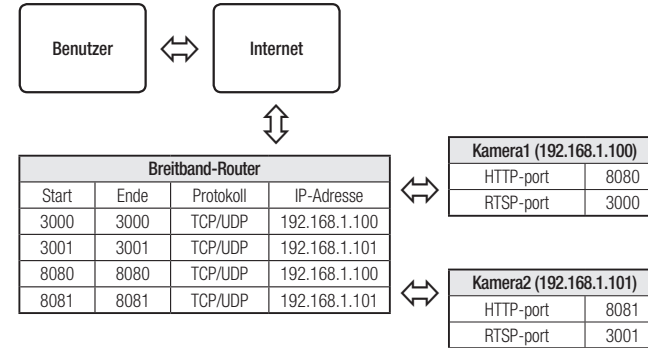 Benutzer
Internet
Breitband-Router
Start Ende Protokoll IP-Adresse
3000 3000 TCP/UDP 192.168.1.100
3001 3001 TCP/UDP 192.168.1.101
8080 8080 TCP/UDP 192.168.1.100
8081 8081 TCP/UDP 192.168.1.101
Kamera1 (192.168.1.100)
HTTP-port 8080
RTSP-port 3000
Kamera2 (192.168.1.101)
HTTP-port 8081
RTSP-port 3001